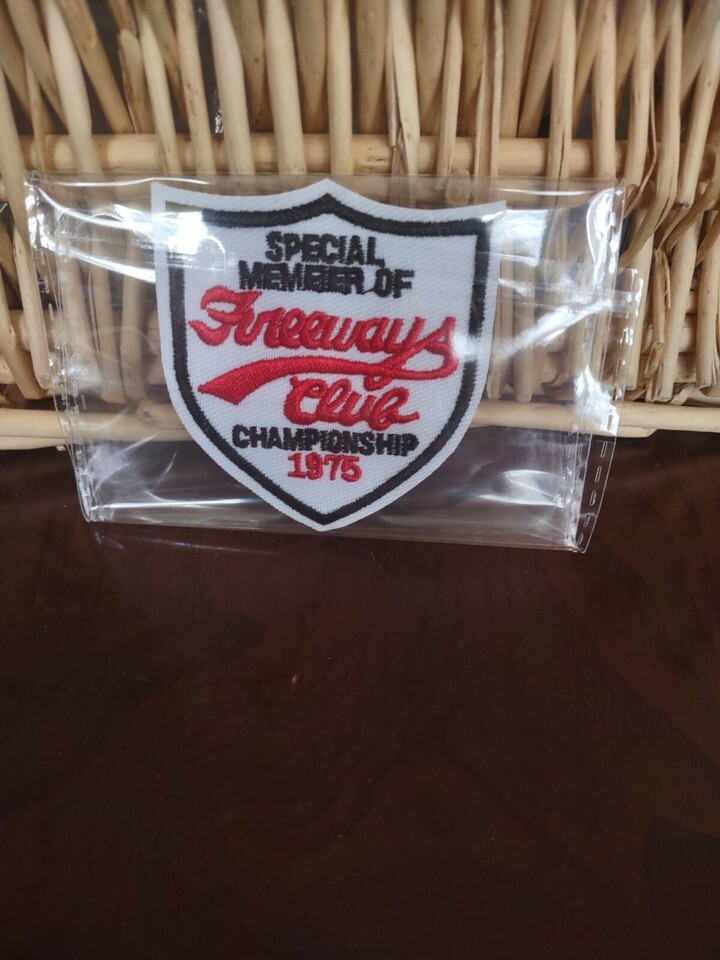 SPECIAL
MEMBER OF
Freeways
Club
CHAMPIONSHIP
1975